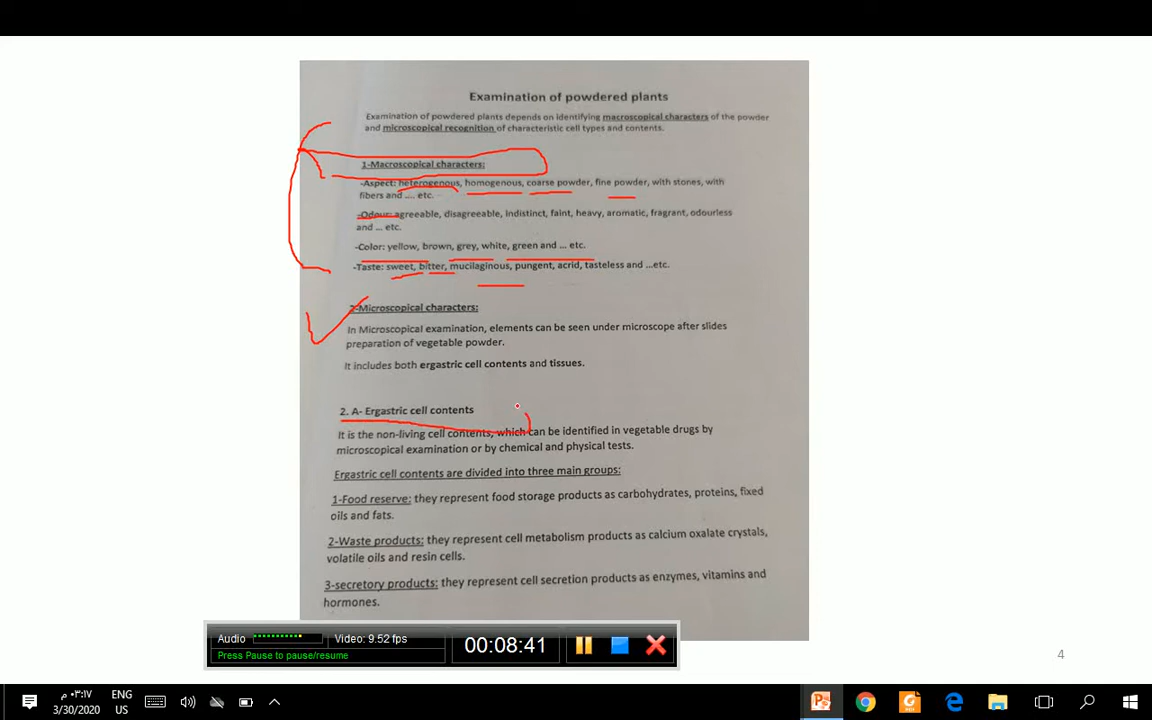 Examination of powdered plants
Examination of powdered plants depends on identifying macroscopical characters of the powder
and microscopical recognition of characteristic cell types and contents.
1-Macroscopical characters:
-Aspect: heterogenous, homogenous, coarse powder, fine powder, with stones, with
fibers and .... etc.
-Odour: agreeable, disagreeable, indistinct, faint, heavy, aromatic, fragrant, odourless
and ... etc.
-Color: yellow, brown, grey, white, green and ... etc.
-Taste: sweet, bitter, mucilaginous, pungent, acrid, tasteless and ...etc.
2-Microscopical characters:
In Microscopical examination, elements can be seen under microscope after slides
preparation of vegetable powder.
It includes both ergastric cell contents and tissues.
2. A- Ergastric cell contents
It is the non-living cell contents, which can be identified in vegetable drugs by
microscopical examination or by chemical and physical tests.
Ergastric cell contents are divided into three main groups:
1-Food reserve: they represent food storage products as carbohydrates, proteins, fixed
oils and fats.
2-Waste products: they represent cell metabolism products as calcium oxalate crystals,
volatile oils and resin cells.
3-secretory products: they represent cell secretion products as enzymes, vitamins and
hormones.
Audio
Video: 9.52 fps
Press Pause to pause/resume
00:08:41
4
٠٣:١٧ م
3/30/2020
ENG
US